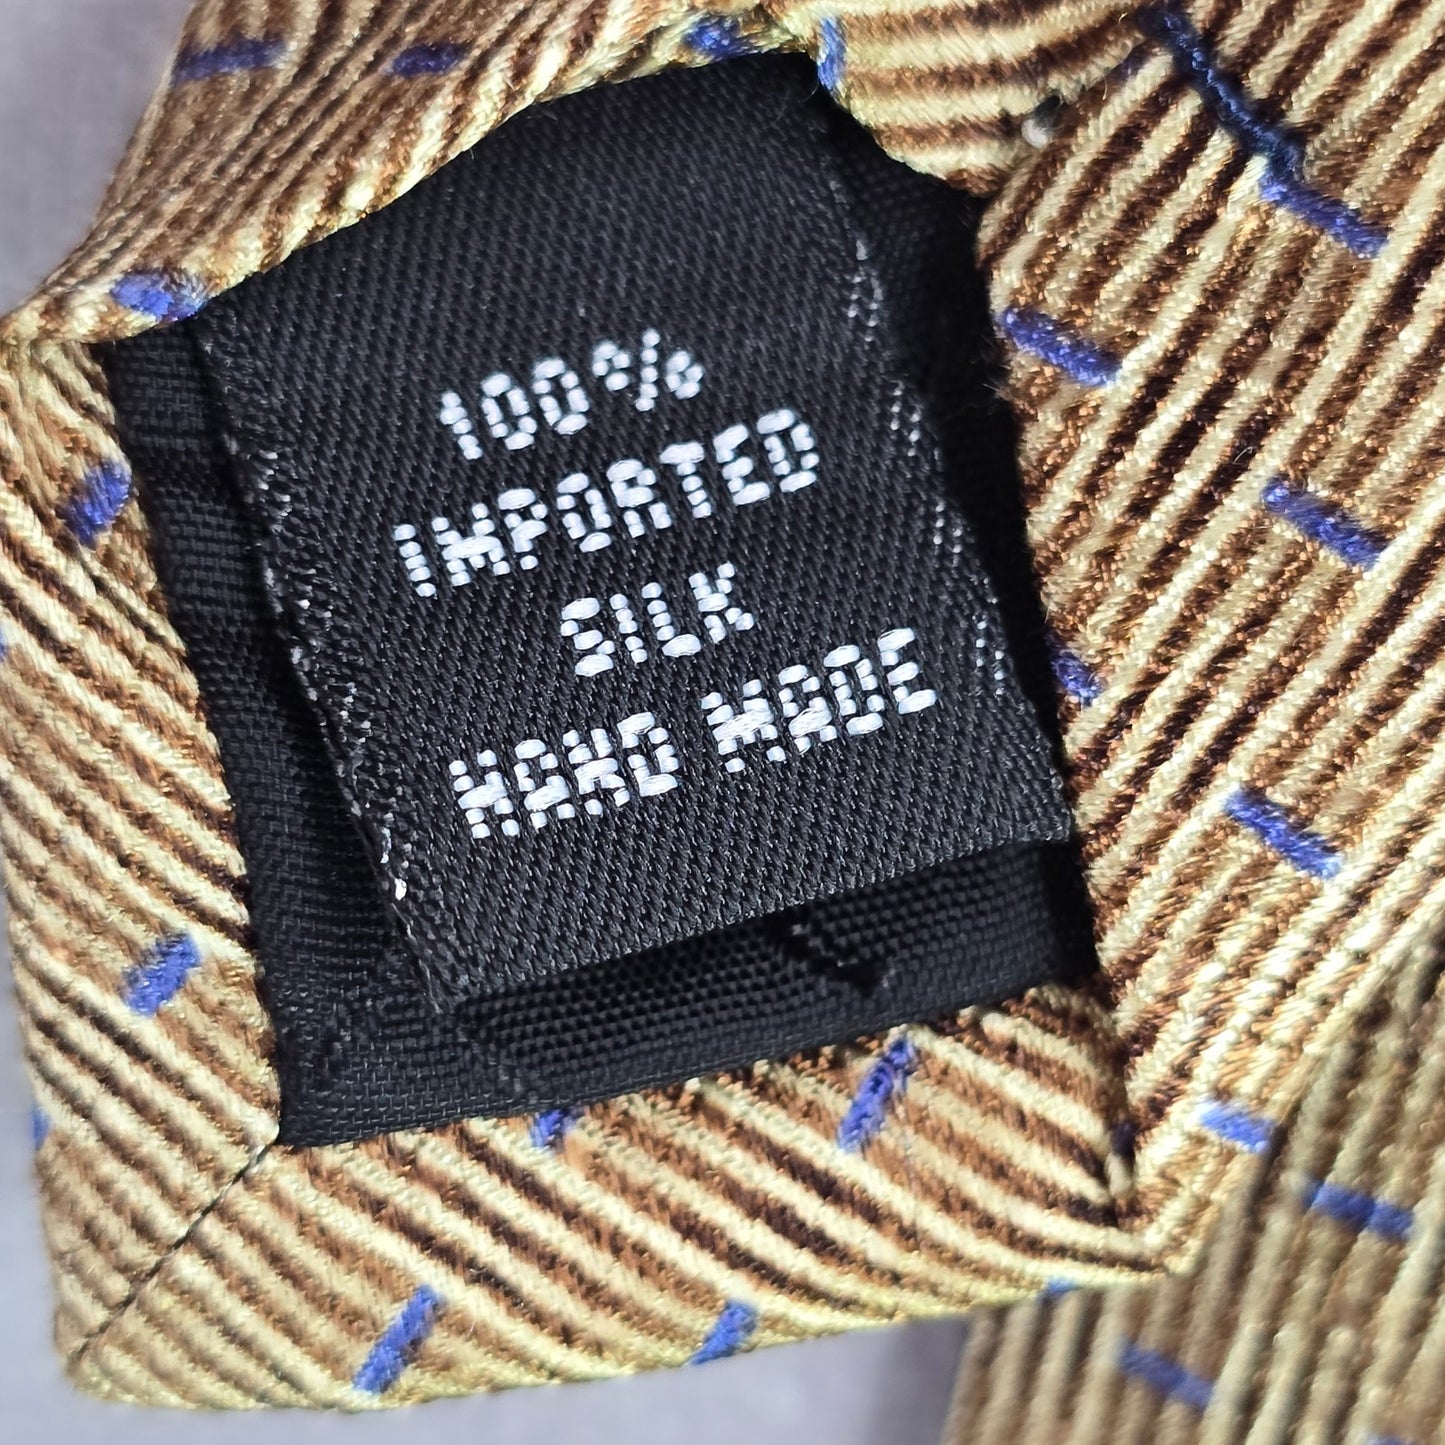 100%
IMPORTED
SILK
HAND MADE